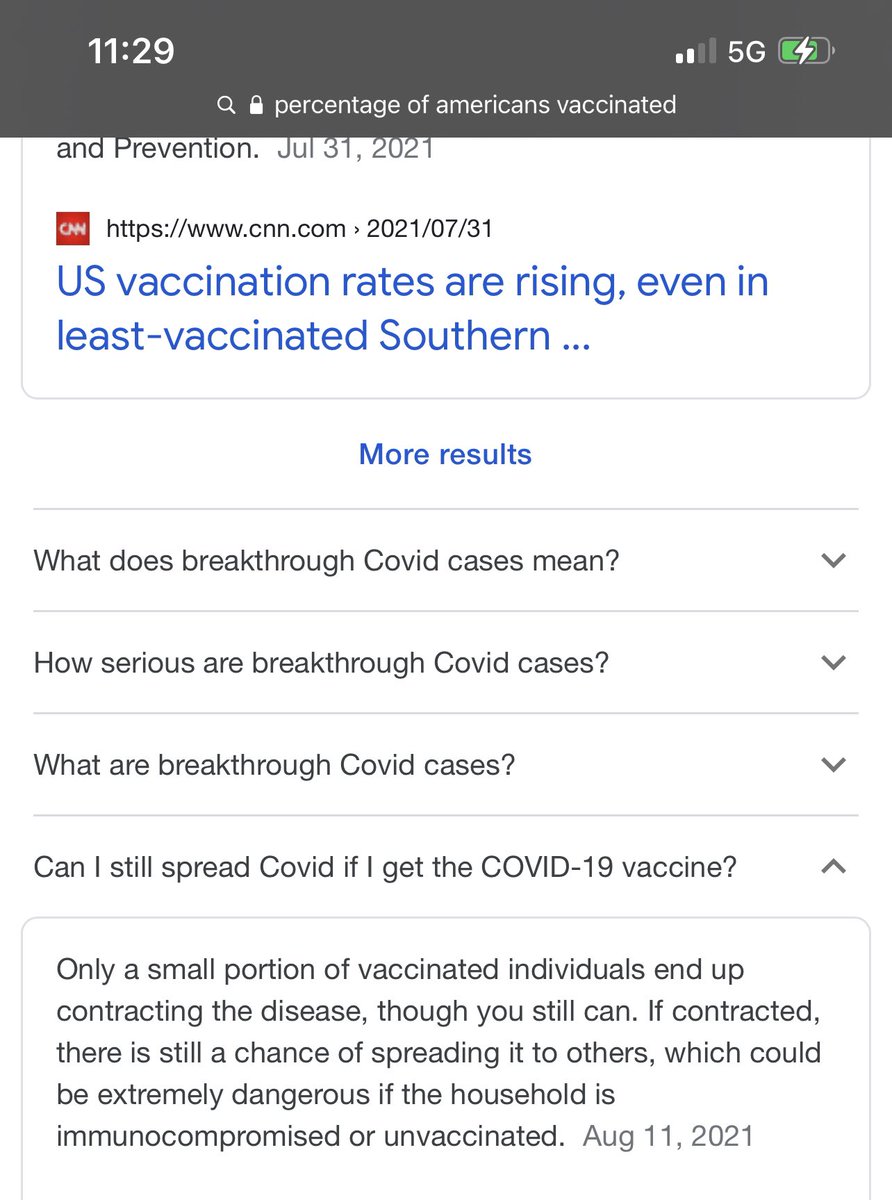 11:29
5G
percentage of americans vaccinated
and Prevention. Jul 31, 2021
CNN
https://www.cnn.com › 2021/07/31
US vaccination rates are rising, even in
least-vaccinated Southern ...
More results
What does breakthrough Covid cases mean?
How serious are breakthrough Covid cases?
What are breakthrough Covid cases?
Can I still spread Covid if I get the COVID-19 vaccine?
Only a small portion of vaccinated individuals end up
contracting the disease, though you still can. If contracted,
there is still a chance of spreading it to others, which could
be extremely dangerous if the household is
immunocompromised or unvaccinated. Aug 11, 2021